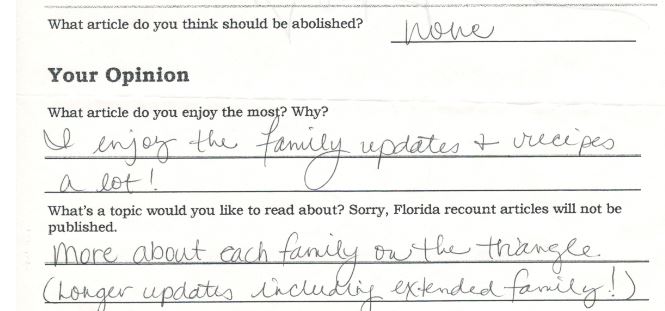 What article do you think should be abolished? none
Your Opinion
What article do you enjoy the most? Why?
I enjoy the family updates + recipes
a lot!
What's a topic would you like to read about? Sorry, Florida recount articles will not be
published.
More about each family on the triangle.
(Longer updates including extended family!)